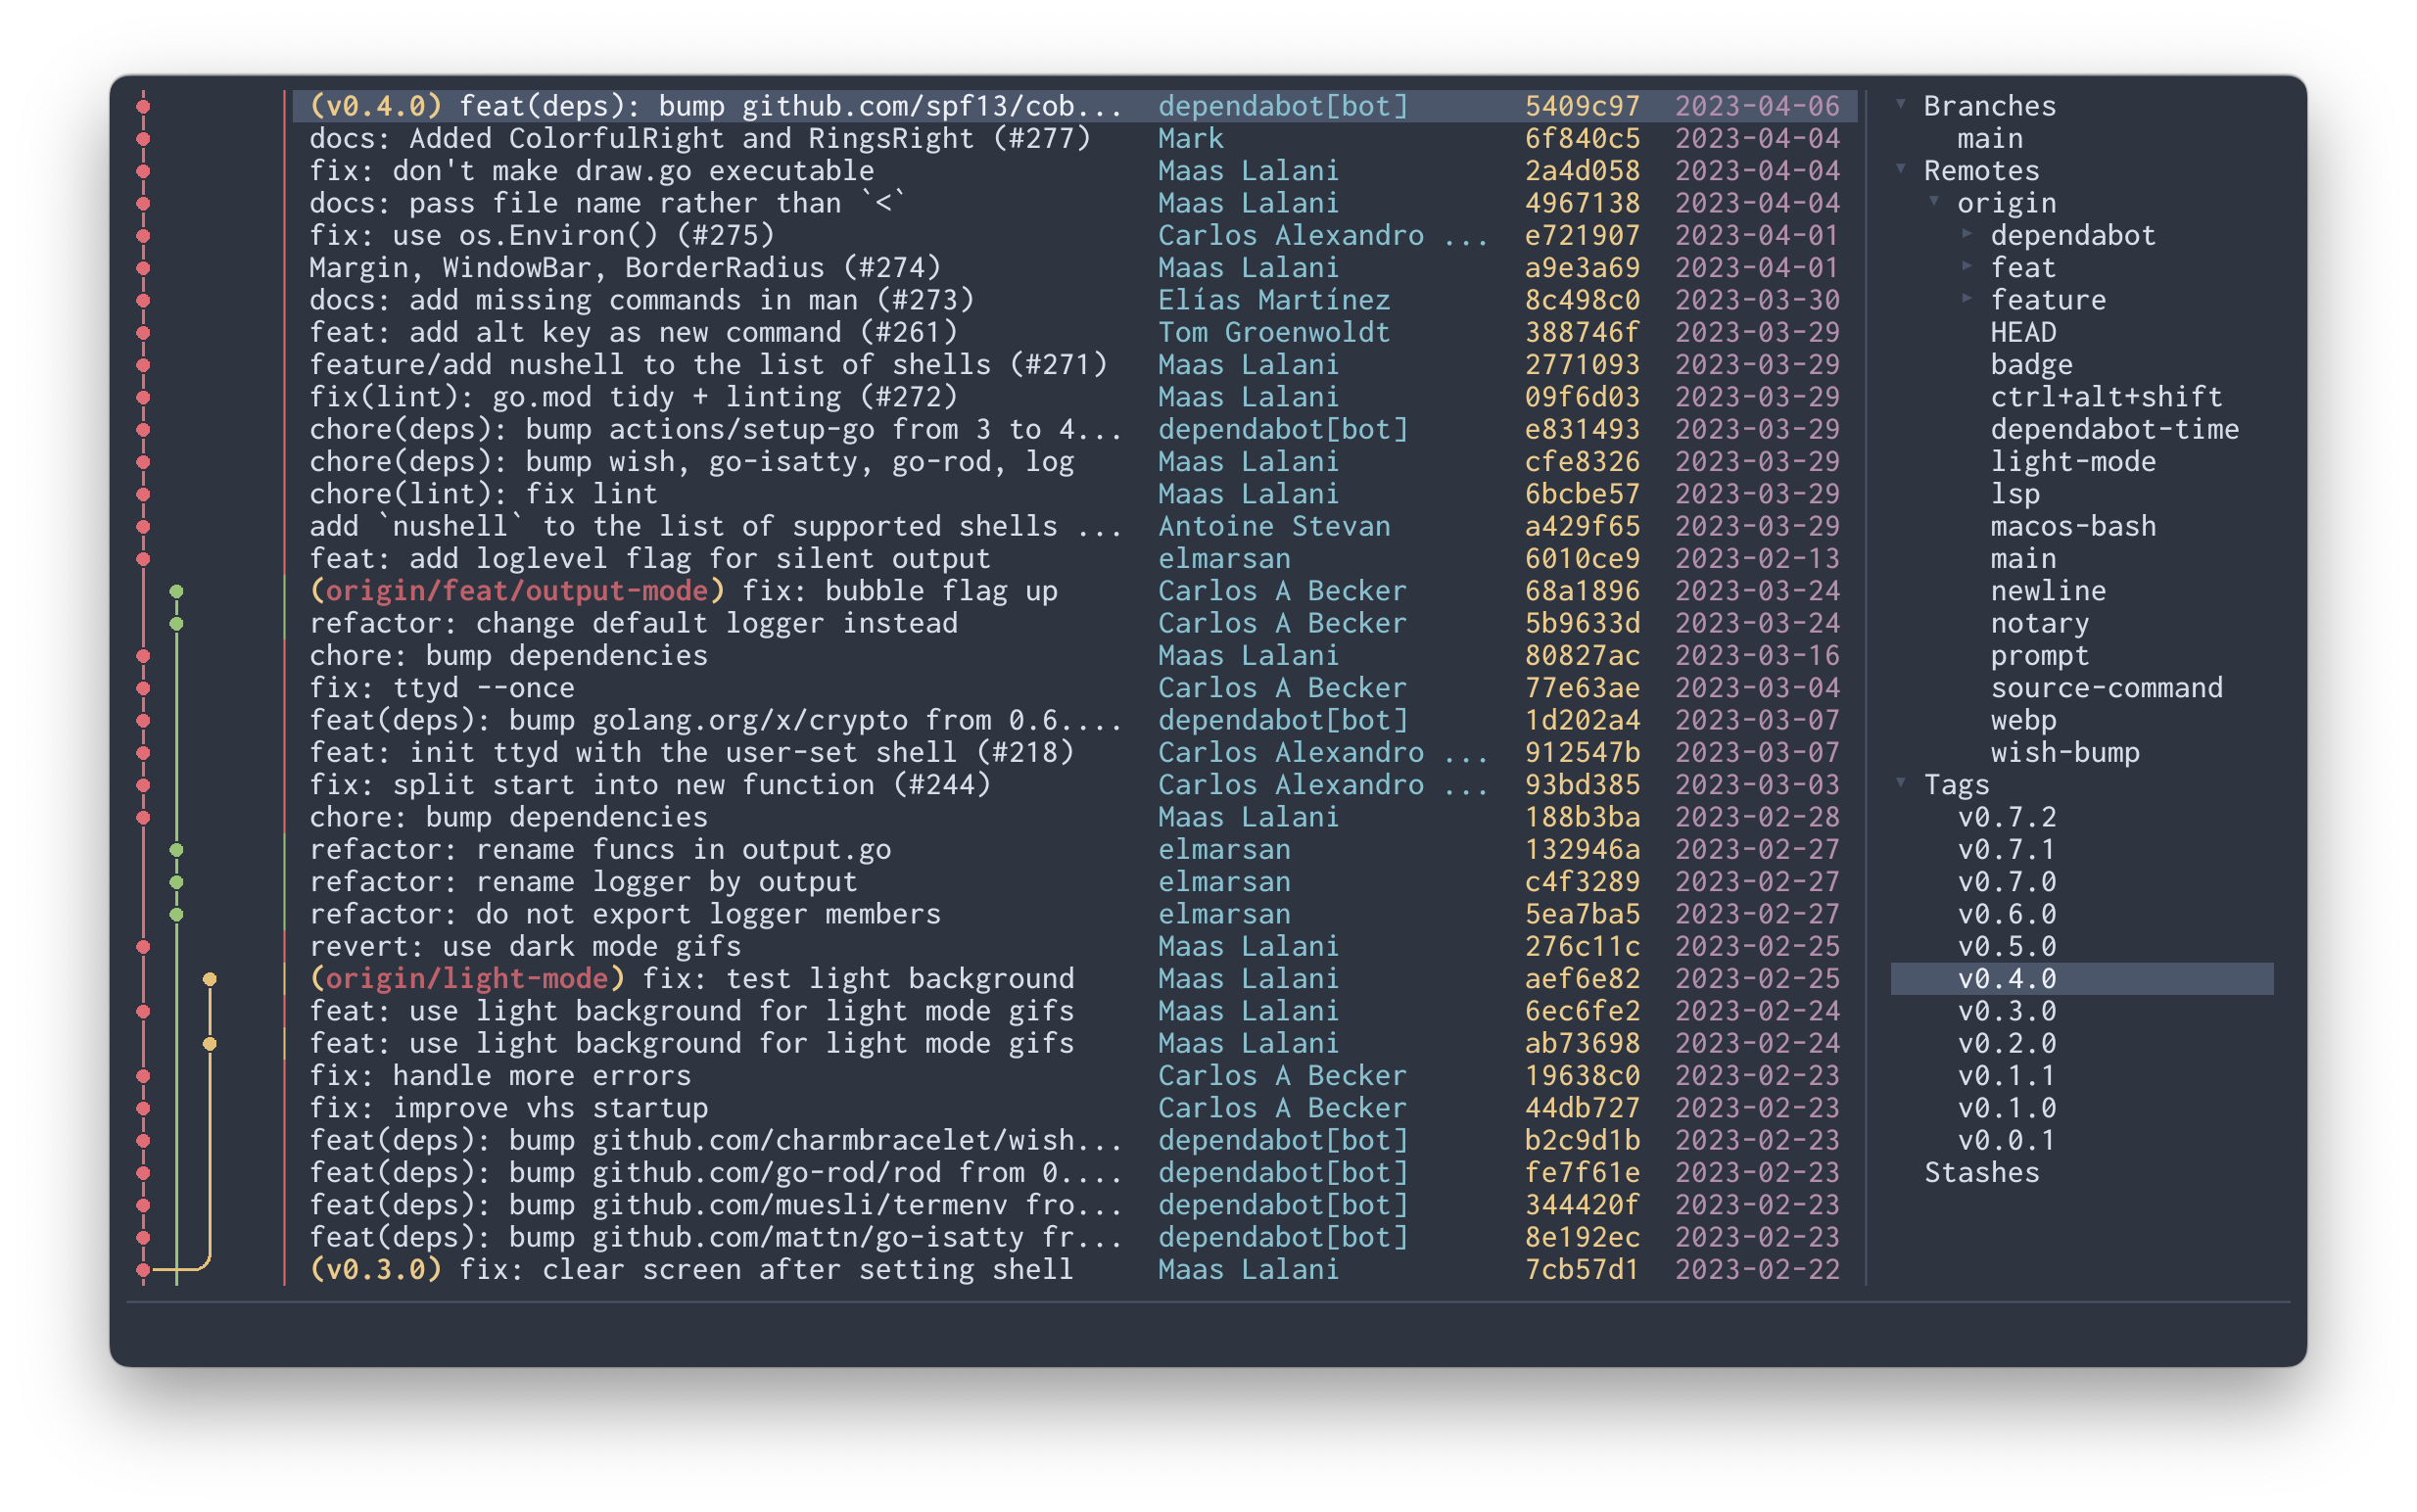 (v0.4.0) feat(deps): bump github.com/spf13/cob... dependabot[bot] 5409c97 2023-04-06
docs: Added ColorfulRight and RingsRight (#277) Mark 6f840c5 2023-04-04
fix: don't make draw.go executable Maas Lalani 2a4d058 2023-04-04
docs: pass file name rather than `<` Maas Lalani 4967138 2023-04-04
fix: use os.Environ() (#275) Carlos Alexandro ... e721907 2023-04-01
Margin, WindowBar, BorderRadius (#274) Maas Lalani a9e3a69 2023-04-01
docs: add missing commands in man (#273) Elías Martínez 8c498c0 2023-03-30
feat: add alt key as new command (#261) Tom Groenwoldt 388746f 2023-03-29
feature/add nushell to the list of shells (#271) Maas Lalani 2771093 2023-03-29
fix(lint): go.mod tidy + linting (#272) Maas Lalani 09f6d03 2023-03-29
chore(deps): bump actions/setup-go from 3 to 4... dependabot[bot] e831493 2023-03-29
chore(deps): bump wish, go-isatty, go-rod, log Maas Lalani cfe8326 2023-03-29
chore(lint): fix lint Maas Lalani 6bcbe57 2023-03-29
add `nushell` to the list of supported shells ... Antoine Stevan a429f65 2023-03-29
feat: add loglevel flag for silent output elmarsan 6010ce9 2023-02-13
(origin/feat/output-mode) fix: bubble flag up Carlos A Becker 68a1896 2023-03-24
refactor: change default logger instead Carlos A Becker 5b9633d 2023-03-24
chore: bump dependencies Maas Lalani 80827ac 2023-03-16
fix: ttyd --once Carlos A Becker 77e63ae 2023-03-04
feat(deps): bump golang.org/x/crypto from 0.6.... dependabot[bot] 1d202a4 2023-03-07
feat: init ttyd with the user-set shell (#218) Carlos Alexandro ... 912547b 2023-03-07
fix: split start into new function (#244) Carlos Alexandro ... 93bd385 2023-03-03
chore: bump dependencies Maas Lalani 188b3ba 2023-02-28
refactor: rename funcs in output.go elmarsan 132946a 2023-02-27
refactor: rename logger by output elmarsan c4f3289 2023-02-27
refactor: do not export logger members elmarsan 5ea7ba5 2023-02-27
revert: use dark mode gifs Maas Lalani 276c11c 2023-02-25
(origin/light-mode) fix: test light background Maas Lalani aef6e82 2023-02-25
feat: use light background for light mode gifs Maas Lalani 6ec6fe2 2023-02-24
feat: use light background for light mode gifs Maas Lalani ab73698 2023-02-24
fix: handle more errors Carlos A Becker 19638c0 2023-02-23
fix: improve vhs startup Carlos A Becker 44db727 2023-02-23
feat(deps): bump github.com/charmbracelet/wish... dependabot[bot] b2c9d1b 2023-02-23
feat(deps): bump github.com/go-rod/rod from 0.... dependabot[bot] fe7f61e 2023-02-23
feat(deps): bump github.com/muesli/termenv fro... dependabot[bot] 344420f 2023-02-23
feat(deps): bump github.com/mattn/go-isatty fr... dependabot[bot] 8e192ec 2023-02-23
(v0.3.0) fix: clear screen after setting shell Maas Lalani 7cb57d1 2023-02-22
Branches
main
Remotes
origin
dependabot
feat
feature
HEAD
badge
ctrl+alt+shift
dependabot-time
light-mode
lsp
macos-bash
main
newline
notary
prompt
source-command
webp
wish-bump
Tags
v0.7.2
v0.7.1
v0.7.0
v0.6.0
v0.5.0
v0.4.0
v0.3.0
v0.2.0
v0.1.1
v0.1.0
v0.0.1
Stashes